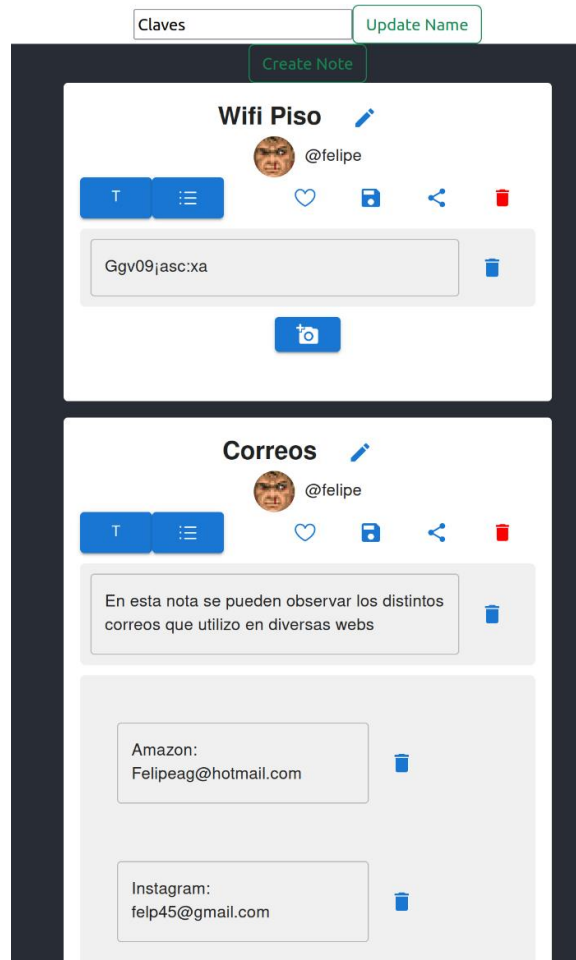 Claves
Update Name
Create Note
Wifi Piso
@felipe
T
Ggv09¡asc:xa
Correos
@felipe
T
En esta nota se pueden observar los distintos
correos que utilizo en diversas webs
Amazon:
Felipeag@hotmail.com
Instagram:
felp45@gmail.com